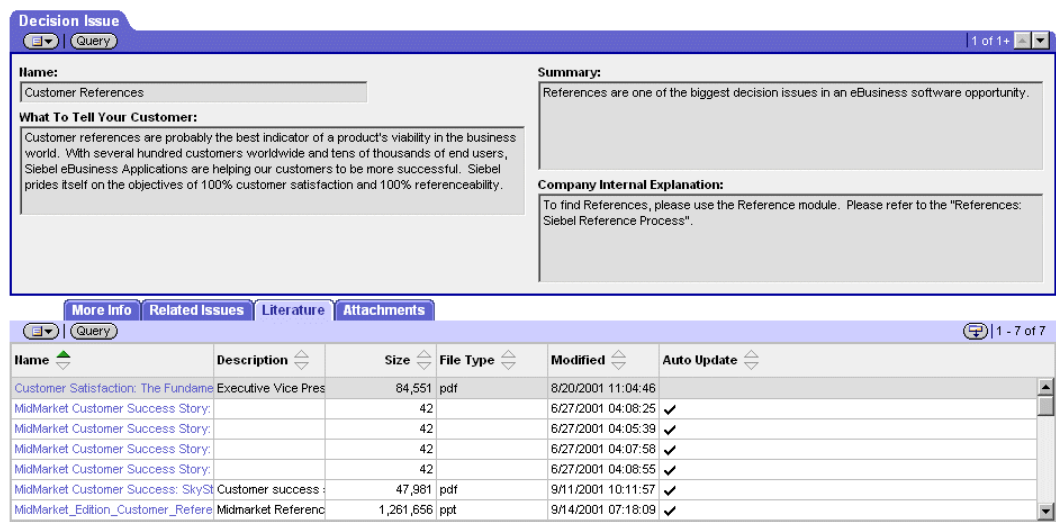 Decision Issue
Query
1 of 1+
Name:
Customer References
What To Tell Your Customer:
Customer references are probably the best indicator of a product's viability in the business
world. With several hundred customers worldwide and tens of thousands of end users,
Siebel eBusiness Applications are helping our customers to be more successful. Siebel
prides itself on the objectives of 100% customer satisfaction and 100% referenceability.
Summary:
References are one of the biggest decision issues in an eBusiness software opportunity.
Company Internal Explanation:
To find References, please use the Reference module. Please refer to the "References:
Siebel Reference Process".
More Info Related Issues Literature Attachments
Query 1 - 7 of 7
Name Description Size File Type Modified Auto Update
Customer Satisfaction: The Fundame Executive Vice Pres 84,551 pdf 8/20/2001 11:04:46
MidMarket Customer Success Story: 42 6/27/2001 04:08:25
MidMarket Customer Success Story: 42 6/27/2001 04:05:39
MidMarket Customer Success Story: 42 6/27/2001 04:07:58
MidMarket Customer Success Story: 42 6/27/2001 04:08:55
MidMarket Customer Success: SkySt Customer success 47,981 pdf 9/11/2001 10:11:57
MidMarket_Edition_Customer_Refere Midmarket Referenc 1,261,656 ppt 9/14/2001 07:18:09